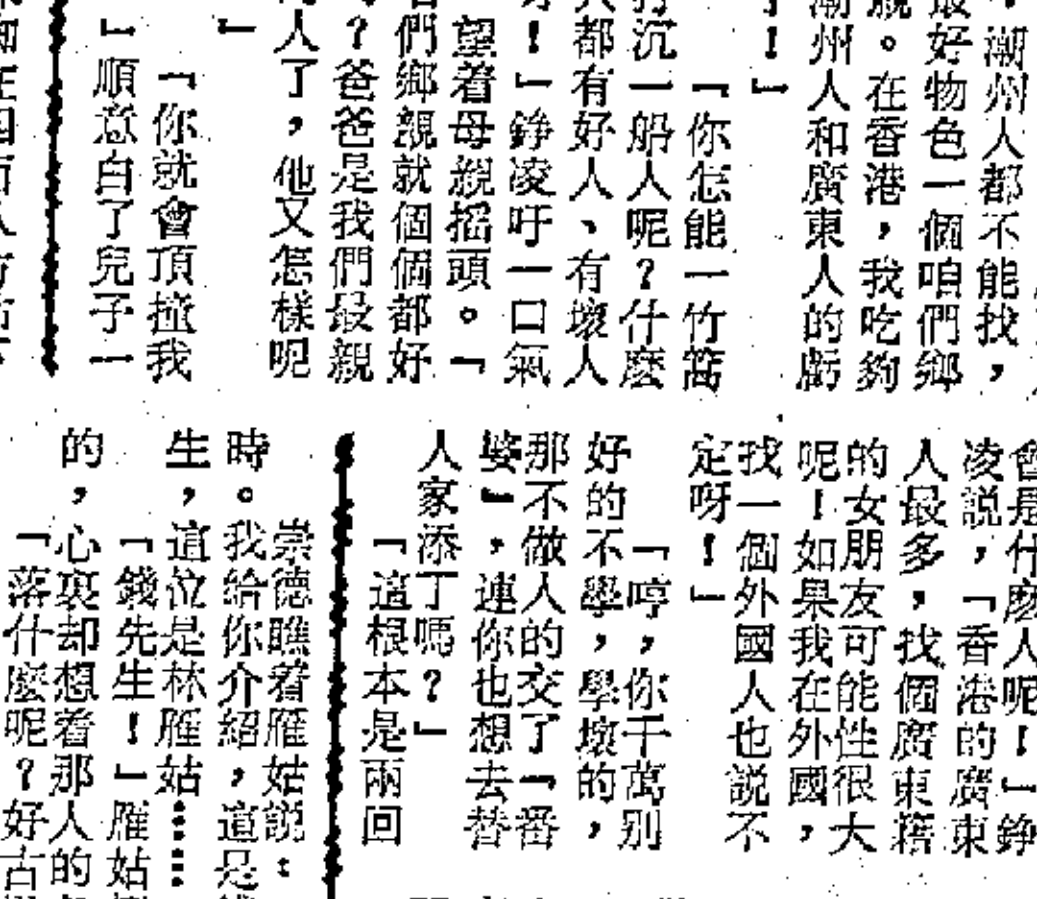 ，潮州人都不能找，
最好物色一個咱們鄉
親。在香港，我吃夠
潮州人和廣東人的虧
！」
「你怎能一竹篙
打沉一船人呢？什麼
人都有好人、有壞人
！」錚凌吁一口氣
望着母親搖頭。「
們鄉親就個個都好
？爸爸是我們最親
人了，他又怎樣呢
」
「你就會頂撞我
」順意白了兒子一
會是什麼人呢！」錚
凌説，「香港的廣東
人最多，找個廣東籍
的女朋友可能性很大
呢！如果我在外國，
找一個外國人也説不
定呀！」
「哼，你千萬别
好的不學，學壞的，
那不做人的交了「番
婆」，連你也想去替
人家添丁嗎？」
「這根本是兩回
崇德瞧着雁姑説：
時。我給你介紹，這是
生，這位是林雁姑……
「錢先生！」雁姑
的，心裏却想着那人的
「落什麼呢？好古